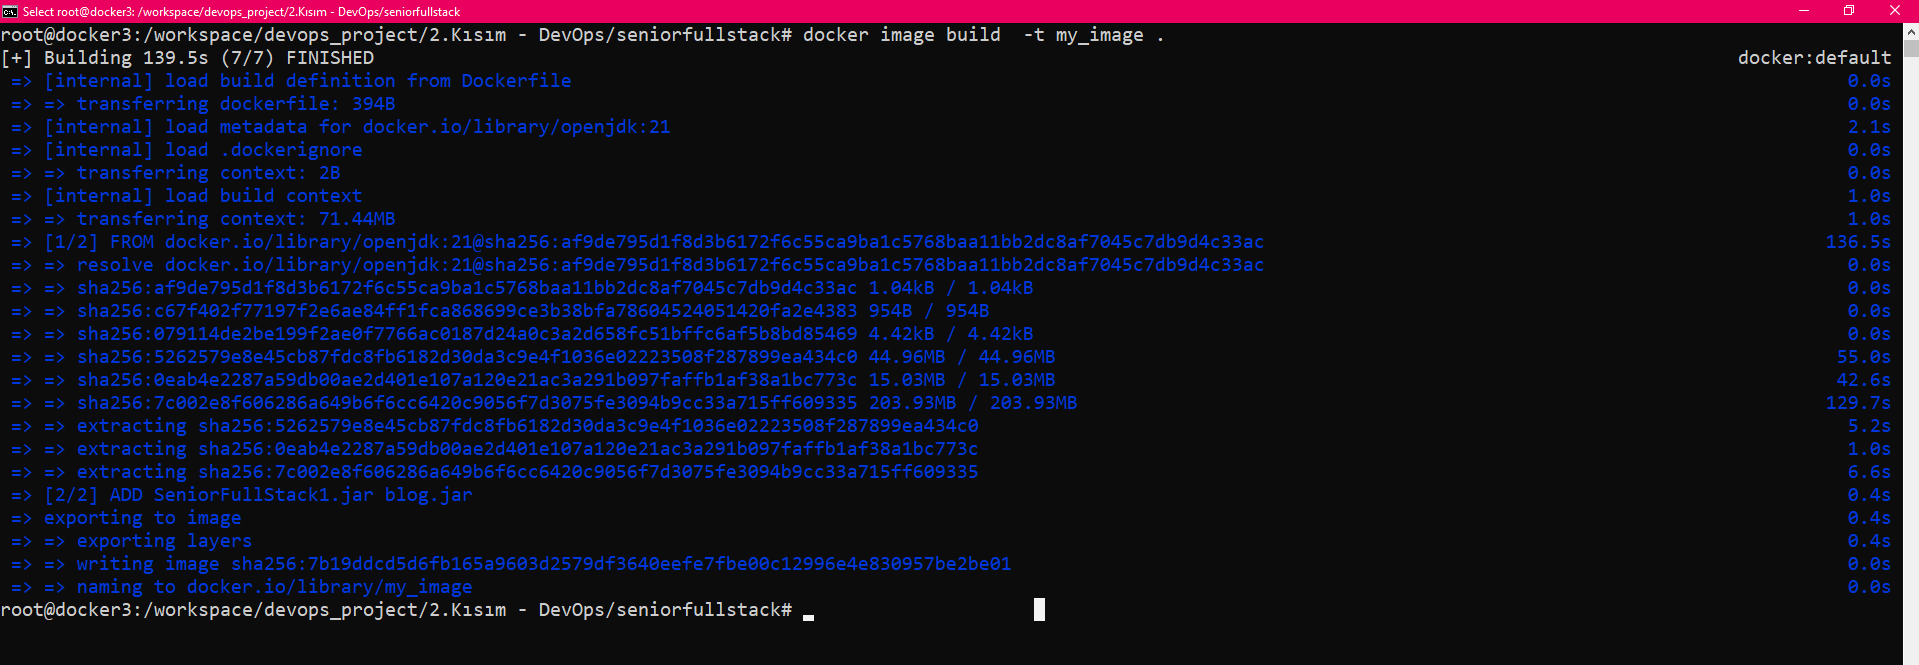 Select root@docker3: /workspace/devops_project/2.Kısım - DevOps/seniorfullstack
root@docker3:/workspace/devops_project/2.Kısım - DevOps/seniorfullstack# docker image build  -t my_image .
[+] Building 139.5s (7/7) FINISHED docker:default
=> [internal] load build definition from Dockerfile 0.0s
=> => transferring dockerfile: 394B 0.0s
=> [internal] load metadata for docker.io/library/openjdk:21 2.1s
=> [internal] load .dockerignore 0.0s
=> => transferring context: 2B 0.0s
=> [internal] load build context 1.0s
=> => transferring context: 71.44MB 1.0s
=> [1/2] FROM docker.io/library/openjdk:21@sha256:af9de795d1f8d3b6172f6c55ca9ba1c5768baa11bb2dc8af7045c7db9d4c33ac 136.5s
=> => resolve docker.io/library/openjdk:21@sha256:af9de795d1f8d3b6172f6c55ca9ba1c5768baa11bb2dc8af7045c7db9d4c33ac 0.0s
=> => sha256:af9de795d1f8d3b6172f6c55ca9ba1c5768baa11bb2dc8af7045c7db9d4c33ac 1.04kB / 1.04kB 0.0s
=> => sha256:c67f402f77197f2e6ae84ff1fca868699ce3b38bfa78604524051420fa2e4383 954B / 954B 0.0s
=> => sha256:079114de2be199f2ae0f7766ac0187d24a0c3a2d658fc51bffc6af5b8bd85469 4.42kB / 4.42kB 0.0s
=> => sha256:5262579e8e45cb87fdc8fb6182d30da3c9e4f1036e02223508f287899ea434c0 44.96MB / 44.96MB 55.0s
=> => sha256:0eab4e2287a59db00ae2d401e107a120e21ac3a291b097faffb1af38a1bc773c 15.03MB / 15.03MB 42.6s
=> => sha256:7c002e8f606286a649b6f6cc6420c9056f7d3075fe3094b9cc33a715ff609335 203.93MB / 203.93MB 129.7s
=> => extracting sha256:5262579e8e45cb87fdc8fb6182d30da3c9e4f1036e02223508f287899ea434c0 5.2s
=> => extracting sha256:0eab4e2287a59db00ae2d401e107a120e21ac3a291b097faffb1af38a1bc773c 1.0s
=> => extracting sha256:7c002e8f606286a649b6f6cc6420c9056f7d3075fe3094b9cc33a715ff609335 6.6s
=> [2/2] ADD SeniorFullStack1.jar blog.jar 0.4s
=> exporting to image 0.4s
=> => exporting layers 0.4s
=> => writing image sha256:7b19ddcd5d6fb165a9603d2579df3640eefe7fbe00c12996e4e830957be2be01 0.0s
=> => naming to docker.io/library/my_image 0.0s
root@docker3:/workspace/devops_project/2.Kısım - DevOps/seniorfullstack#